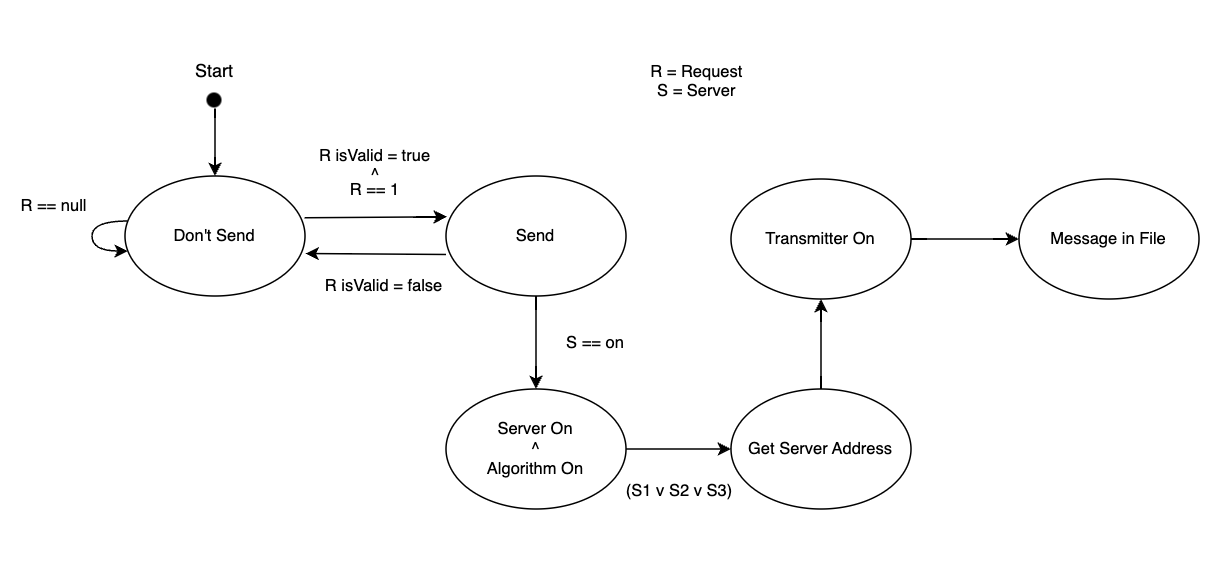 Start
R = Request
S = Server
R isValid = true
^
R == 1
R == null
Don't Send
Send
Transmitter On
Message in File
R isValid = false
S == on
Server On
^
Algorithm On
Get Server Address
(S1 v S2 v S3)